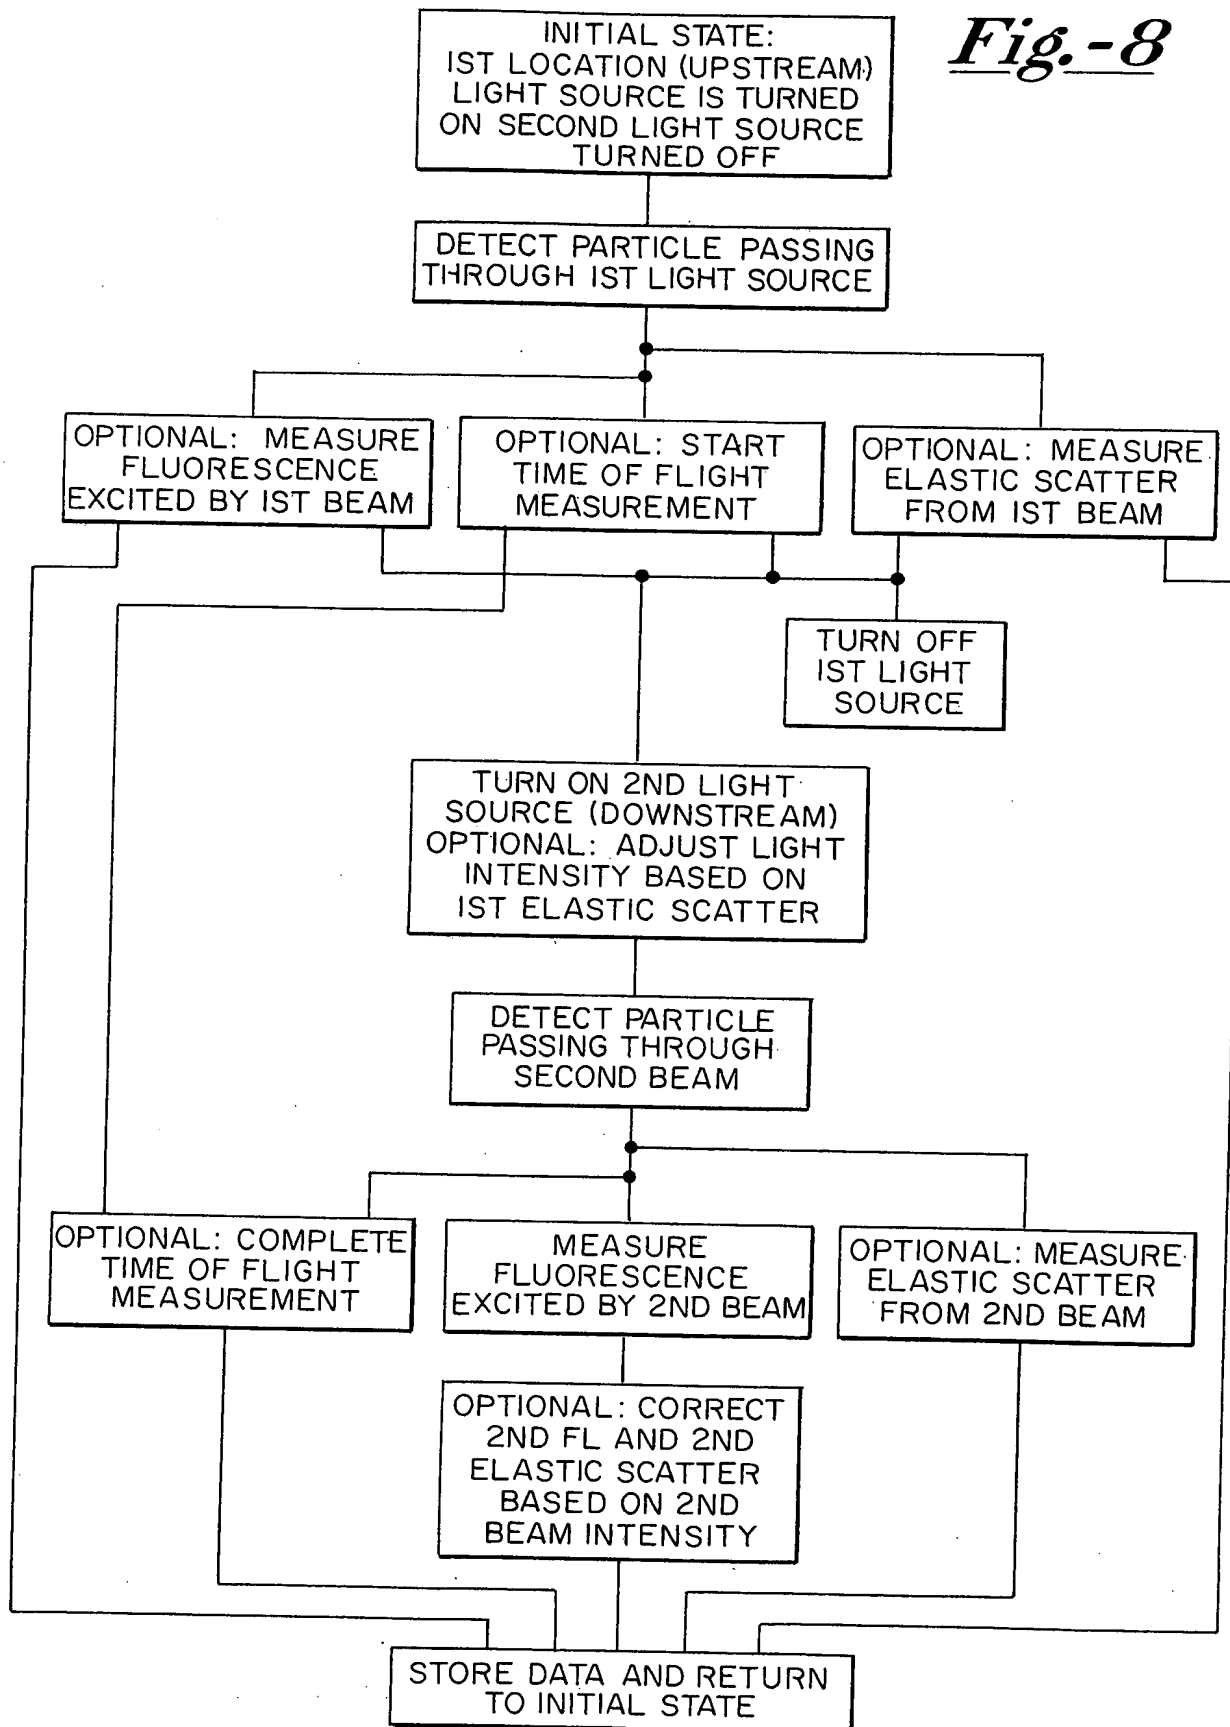 Fig.-8
INITIAL STATE:
IST LOCATION (UPSTREAM)
LIGHT SOURCE IS TURNED
ON SECOND LIGHT SOURCE
TURNED OFF
DETECT PARTICLE PASSING
THROUGH IST LIGHT SOURCE
OPTIONAL: MEASURE
FLUORESCENCE
EXCITED BY IST BEAM
OPTIONAL: START
TIME OF FLIGHT
MEASUREMENT
OPTIONAL: MEASURE
ELASTIC SCATTER
FROM IST BEAM
TURN OFF
IST LIGHT
SOURCE
TURN ON 2ND LIGHT
SOURCE (DOWNSTREAM)
OPTIONAL: ADJUST LIGHT
INTENSITY BASED ON
IST ELASTIC SCATTER
DETECT PARTICLE
PASSING THROUGH
SECOND BEAM
OPTIONAL: COMPLETE
TIME OF FLIGHT
MEASUREMENT
MEASURE
FLUORESCENCE
EXCITED BY 2ND BEAM
OPTIONAL: MEASURE
ELASTIC SCATTER
FROM 2ND BEAM
OPTIONAL: CORRECT
2ND FL AND 2ND
ELASTIC SCATTER
BASED ON 2ND
BEAM INTENSITY
STORE DATA AND RETURN
TO INITIAL STATE